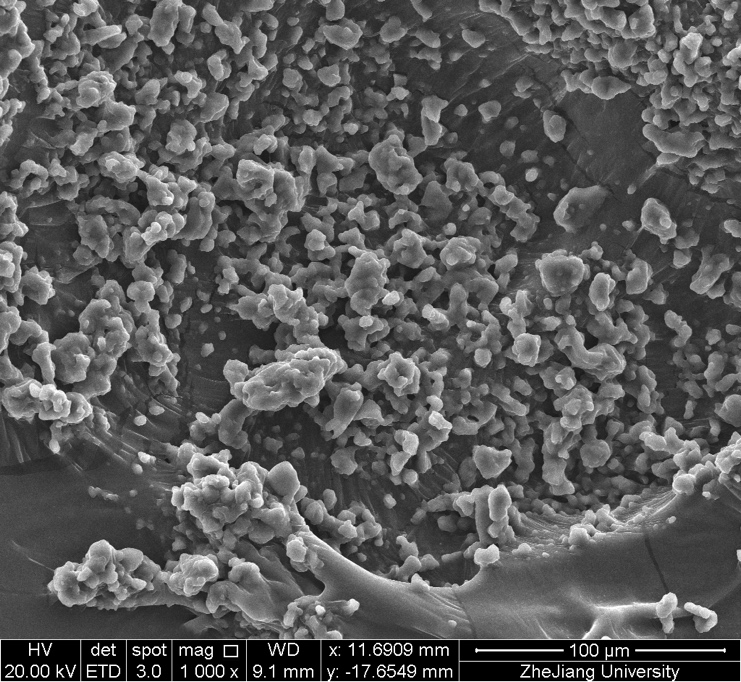 HV det spot mag □ WD x: 11.6909 mm 100 µm
20.00 kV ETD 3.0 1 000 x 9.1 mm y: -17.6549 mm ZheJiang University